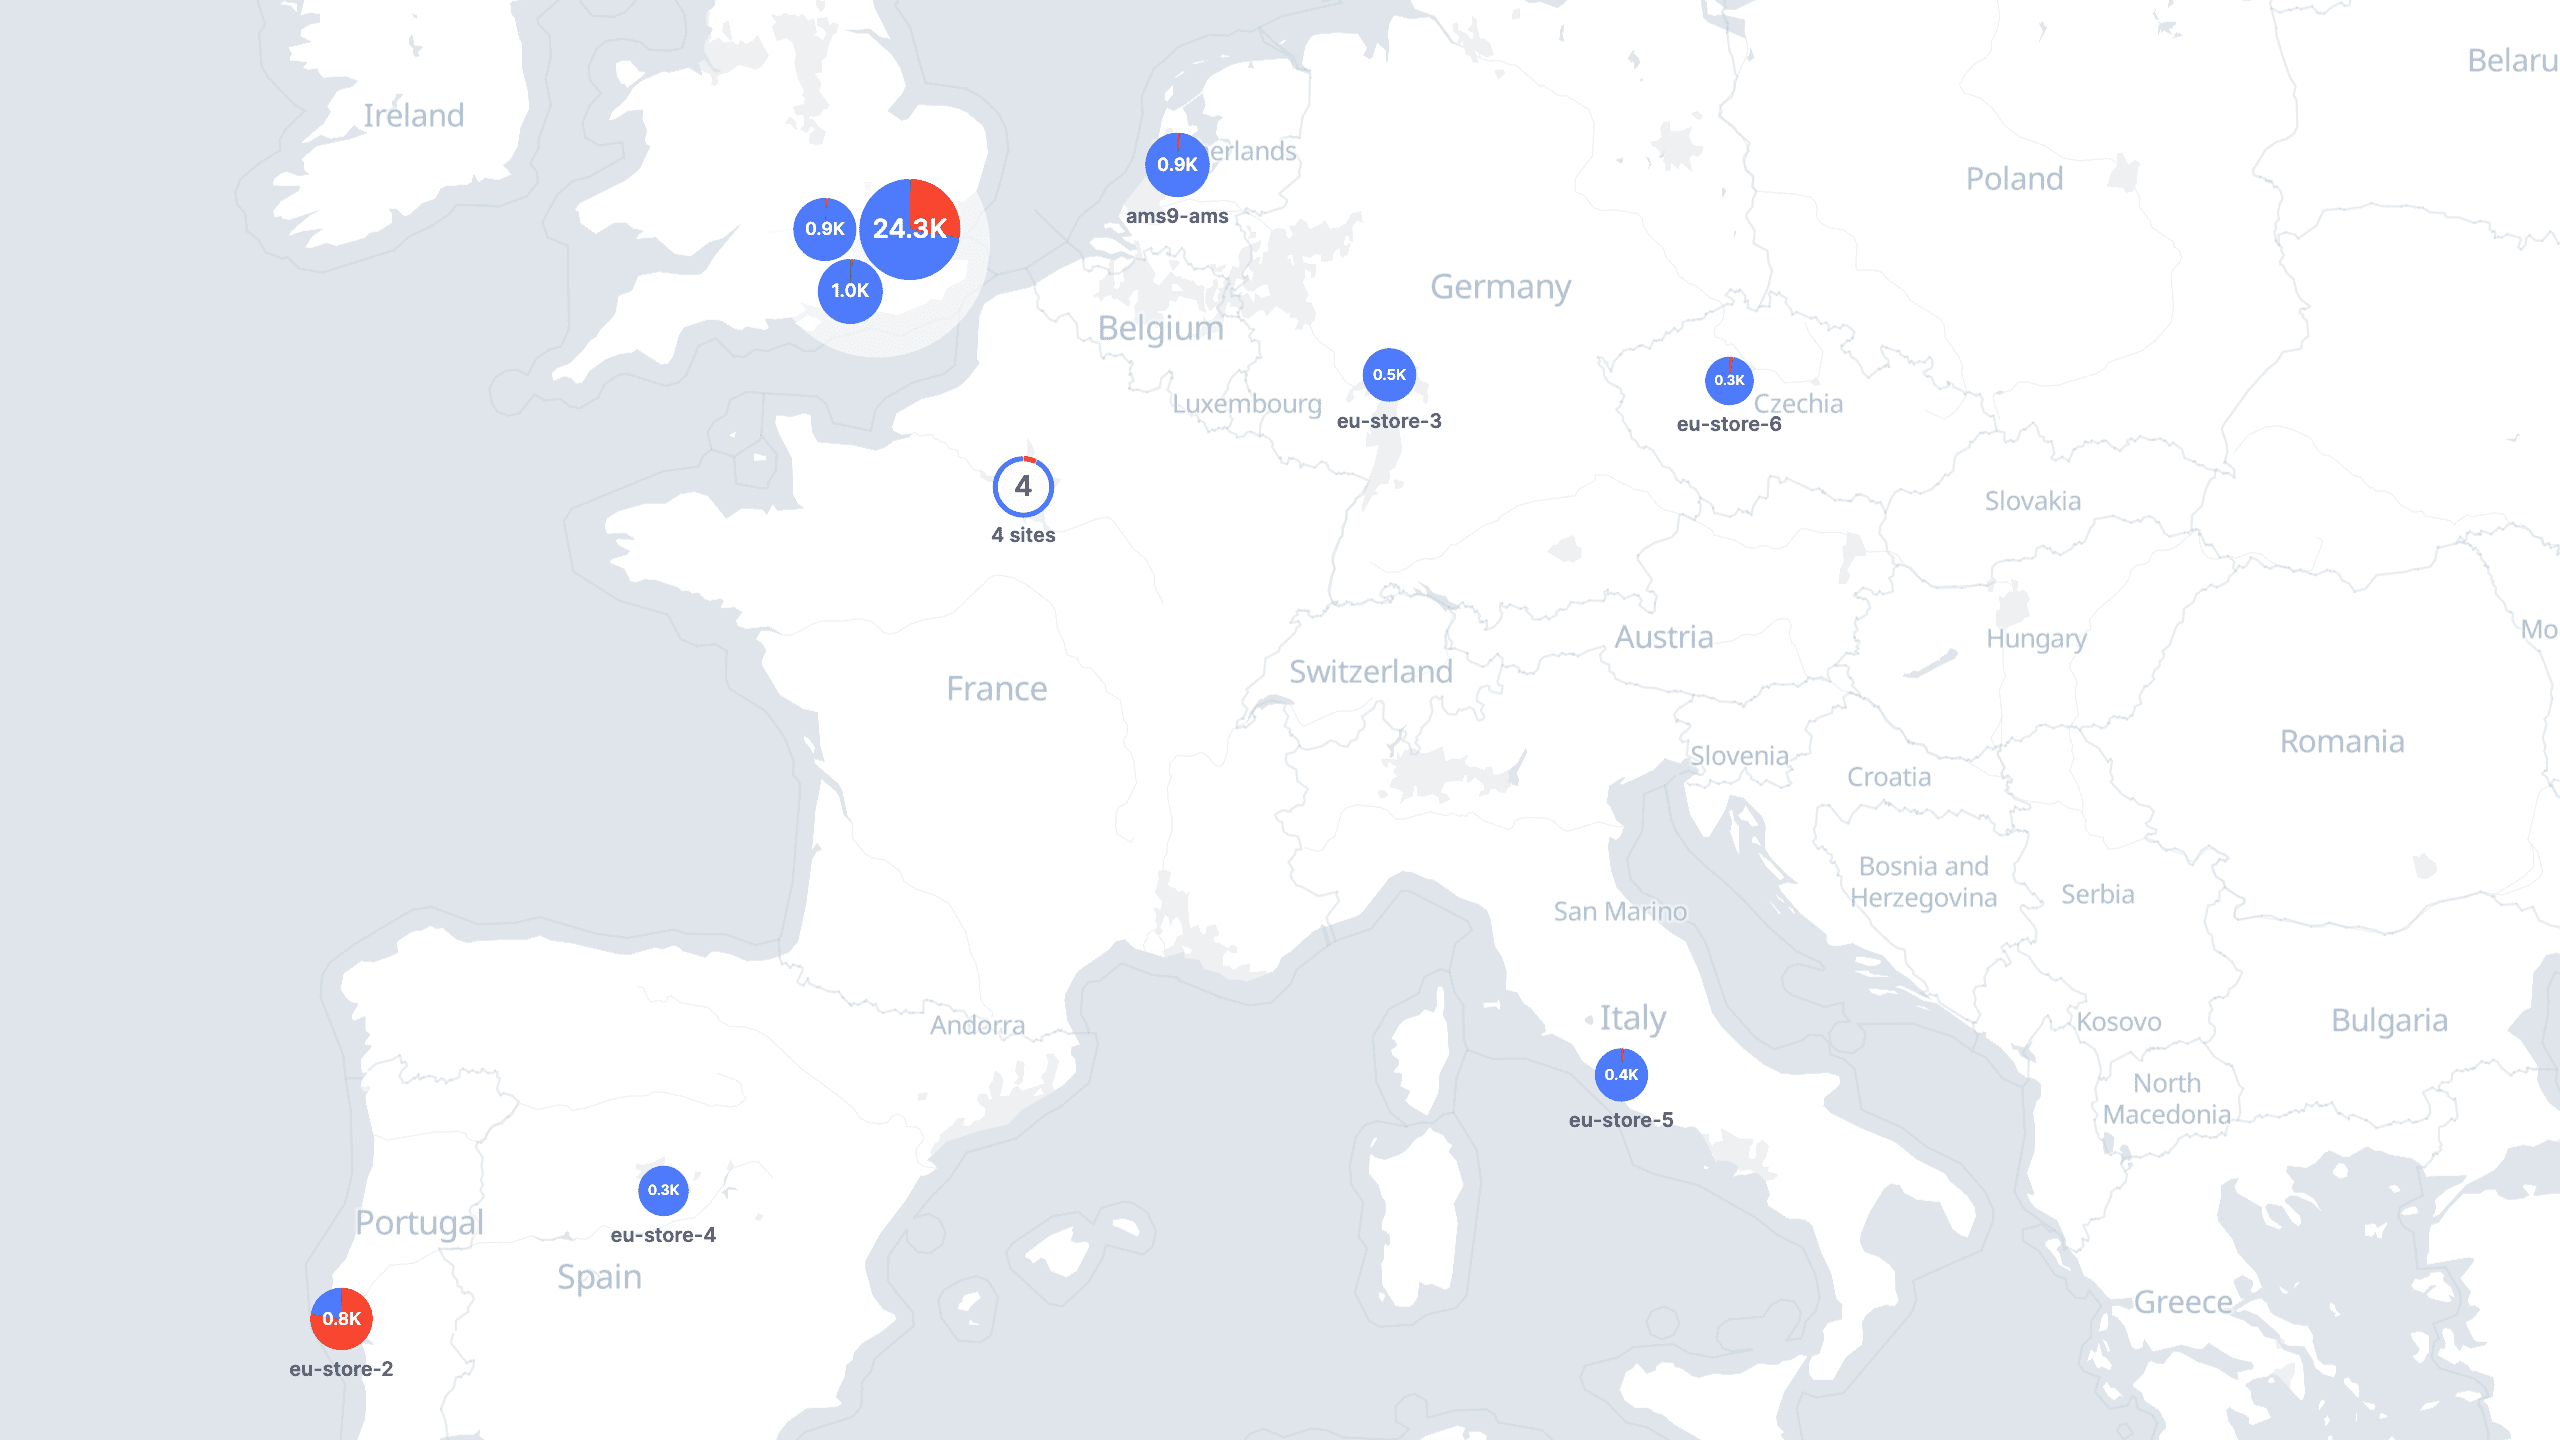 Belaru
Ireland
erlands
0.9K
ams9-ams
Poland
0.9K
24.3K
1.0K
Germany
Belgium
0.5K
eu-store-3
0.3K
Czechia
eu-store-6
Luxembourg
4
4 sites
Slovakia
Austria
Hungary
Mo
Switzerland
France
Slovenia
Croatia
Romania
Bosnia and
Herzegovina
Serbia
San Marino
Italy
Andorra
Kosovo
Bulgaria
0.4K
eu-store-5
North
Macedonia
0.3K
eu-store-4
Portugal
Spain
Greece
0.8K
eu-store-2